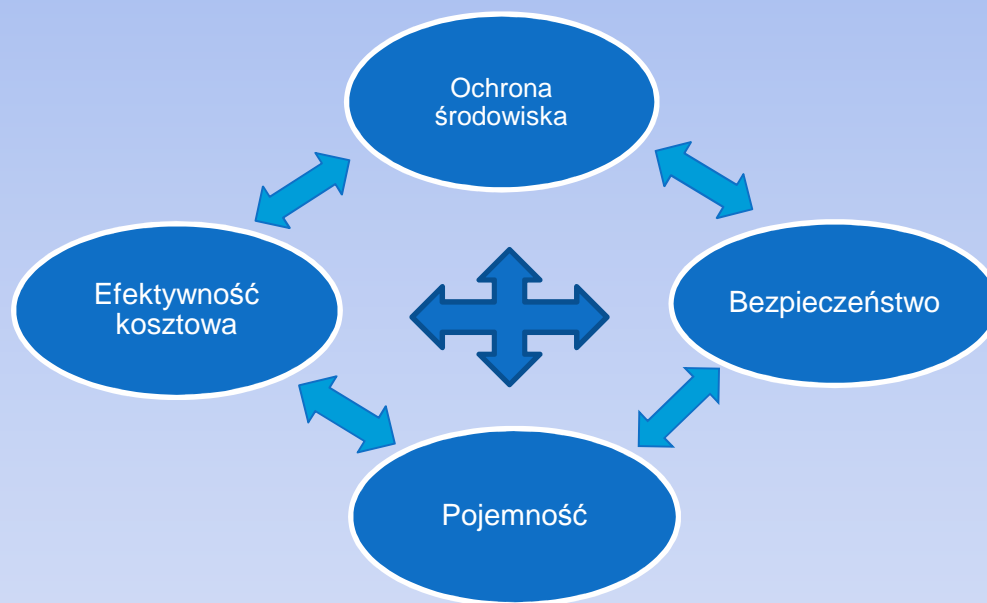 Ochrona
środowiska
Efektywność
kosztowa
Bezpieczeństwo
Pojemność